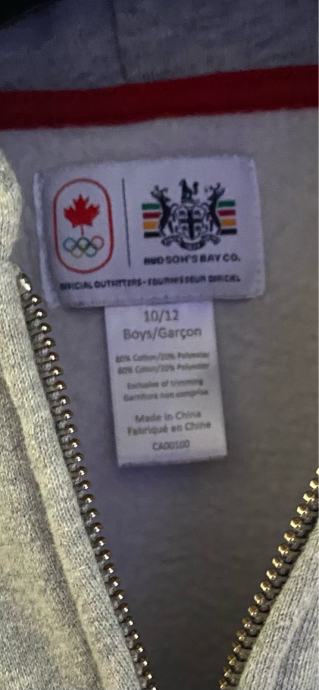 HUDSON'S BAY CO.
OFFICIAL OUTFITTERS - FOURNISSEUR OFFICIEL
10/12
Boys/Garçon
80% Cotton/20% Polyester
80% Coton/20% Polyester
Exclusive of trimming
Garniture non comprise
Made in China
Fabriqué en Chine
CA00100